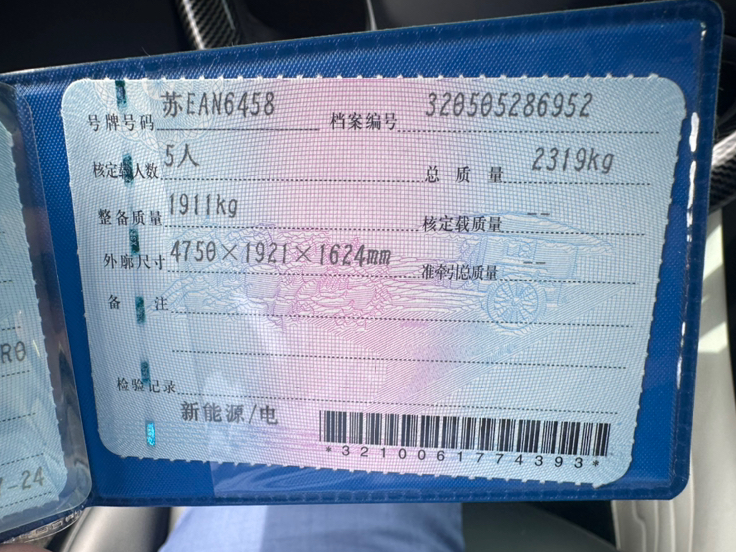 号牌号码 苏EAN6458 档案编号 320505286952
核定载人数 5人 总质量 2319kg
整备质量 1911kg 核定载质量 --
外廓尺寸 4750×1921×1624mm 准牵引总质量 --
备注
检验记录
新能源/电
*3210061774393*
R0
-24